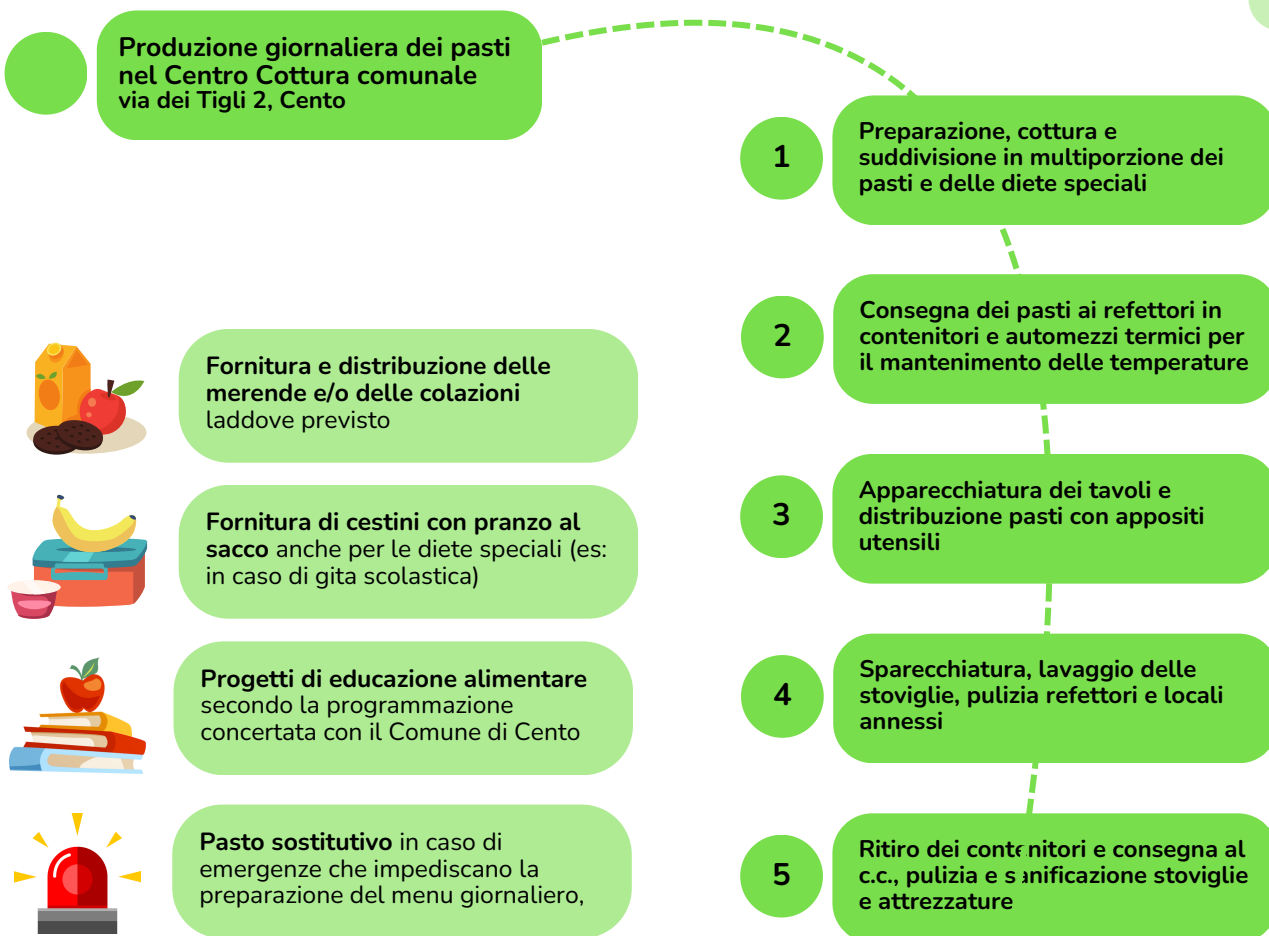 Produzione giornaliera dei pasti
nel Centro Cottura comunale
via dei Tigli 2, Cento
1
Preparazione, cottura e
suddivisione in multiporzione dei
pasti e delle diete speciali
2
Consegna dei pasti ai refettori in
contenitori e automezzi termici per
il mantenimento delle temperature
3
Apparecchiatura dei tavoli e
distribuzione pasti con appositi
utensili
4
Sparecchiatura, lavaggio delle
stoviglie, pulizia refettori e locali
annessi
5
Ritiro dei contenitori e consegna al
c.c., pulizia e sanificazione stoviglie
e attrezzature
Fornitura e distribuzione delle
merende e/o delle colazioni
laddove previsto
Fornitura di cestini con pranzo al
sacco anche per le diete speciali (es:
in caso di gita scolastica)
Progetti di educazione alimentare
secondo la programmazione
concertata con il Comune di Cento
Pasto sostitutivo in caso di
emergenze che impediscano la
preparazione del menu giornaliero,